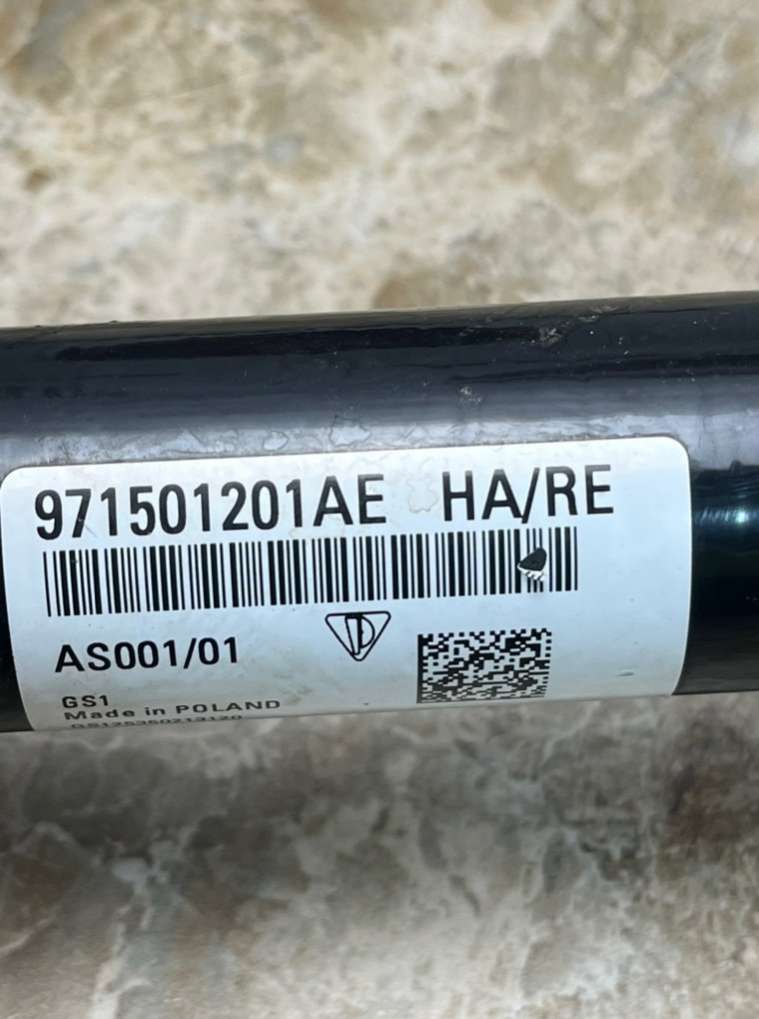 971501201AE HA/RE
AS001/01
GS1
Made in POLAND